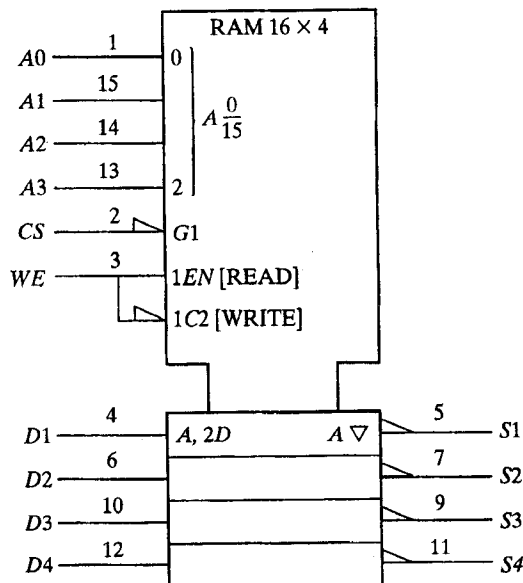 RAM 16 × 4
A0 1 0
A1 15
A 0/15
A2 14
A3 13 2
CS 2 G1
WE 3 1EN [READ]
1C2 [WRITE]
D1 4 A, 2D A ▽ 5 S1
D2 6 7 S2
D3 10 9 S3
D4 12 11 S4